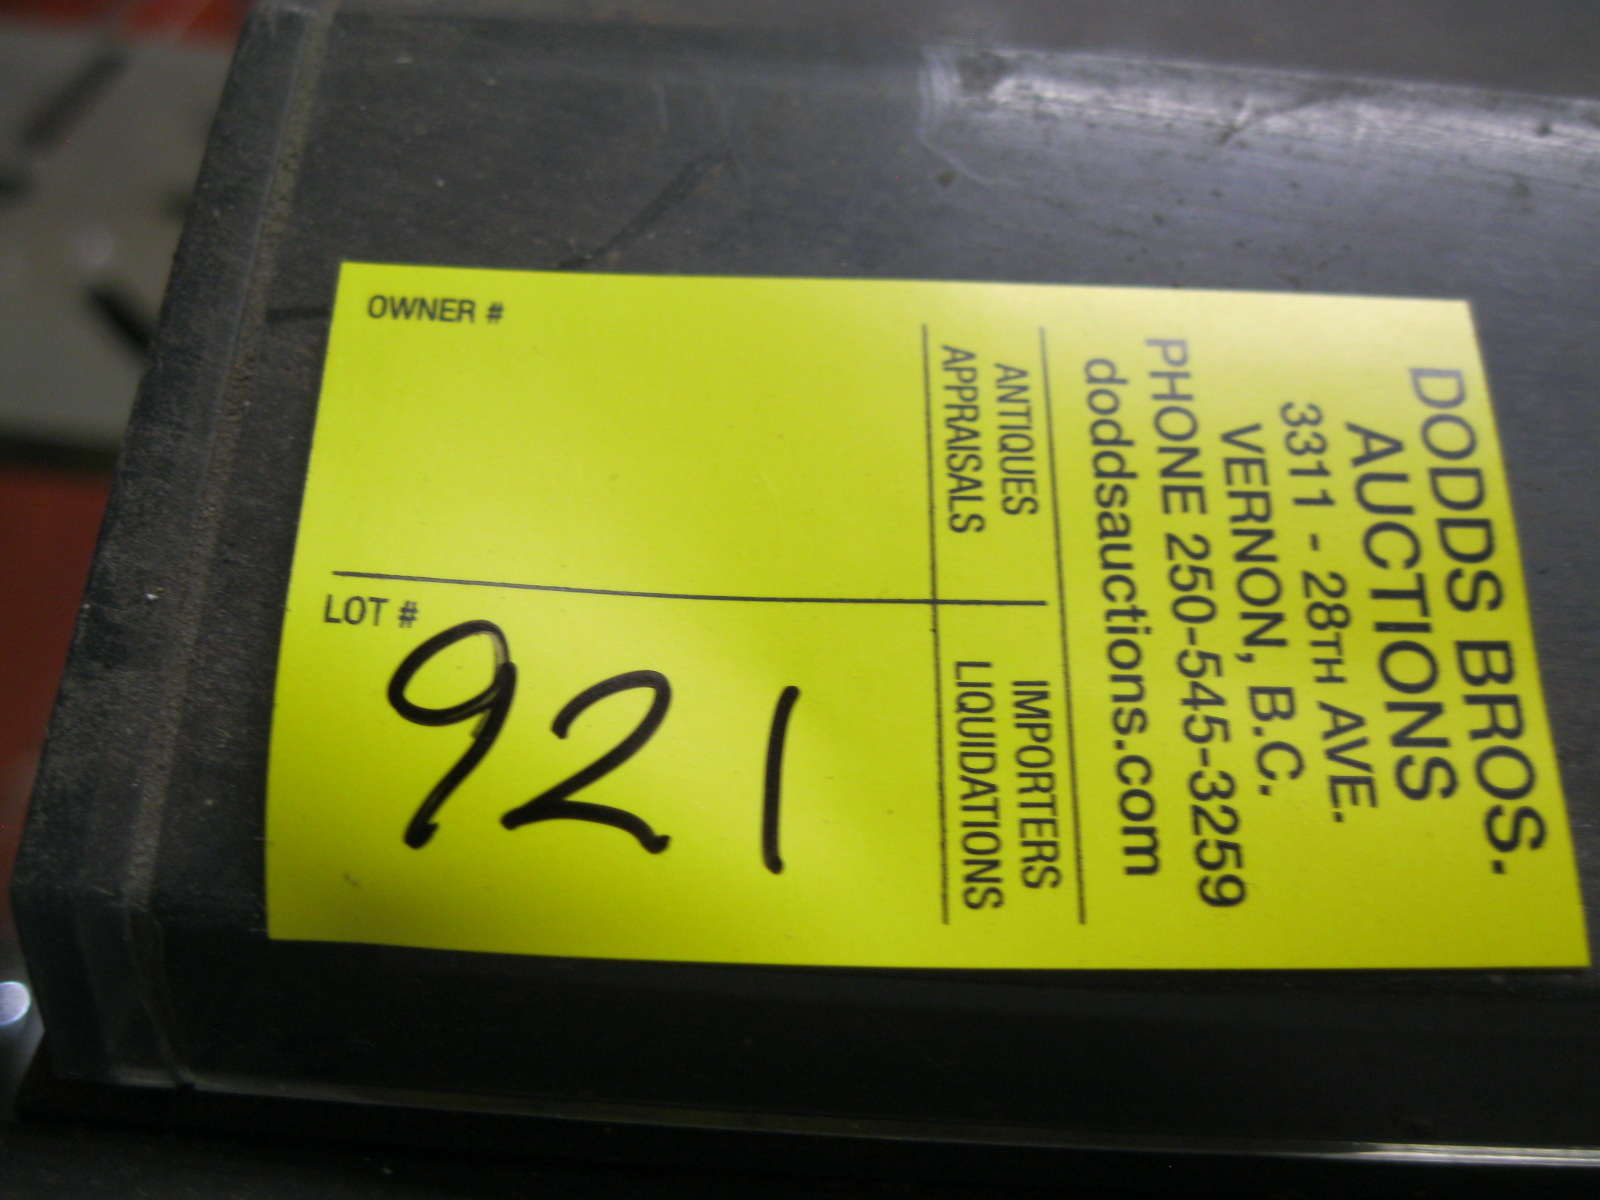 DODDS BROS.
AUCTIONS
3311 - 28TH AVE.
VERNON, B.C.
PHONE 250-545-3259
doddsauctions.com
ANTIQUES
APPRAISALS
IMPORTERS
LIQUIDATIONS
OWNER #
LOT #
921